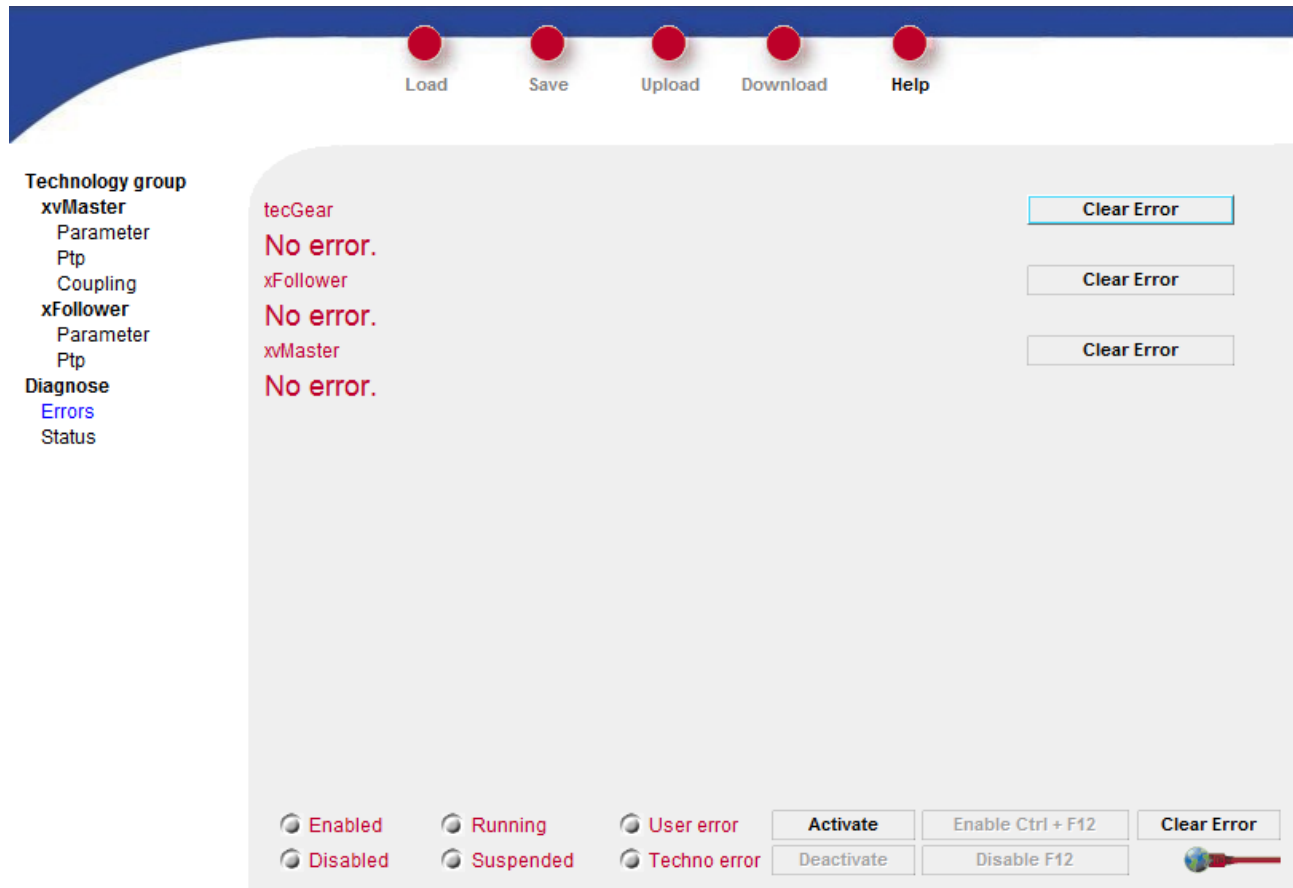 Load Save Upload Download Help
Technology group
xvMaster
Parameter
Ptp
Coupling
xFollower
Parameter
Ptp
Diagnose
Errors
Status
tecGear Clear Error
No error.
xFollower Clear Error
No error.
xvMaster Clear Error
No error.
Enabled Running User error Activate Enable Ctrl + F12 Clear Error
Disabled Suspended Techno error Deactivate Disable F12